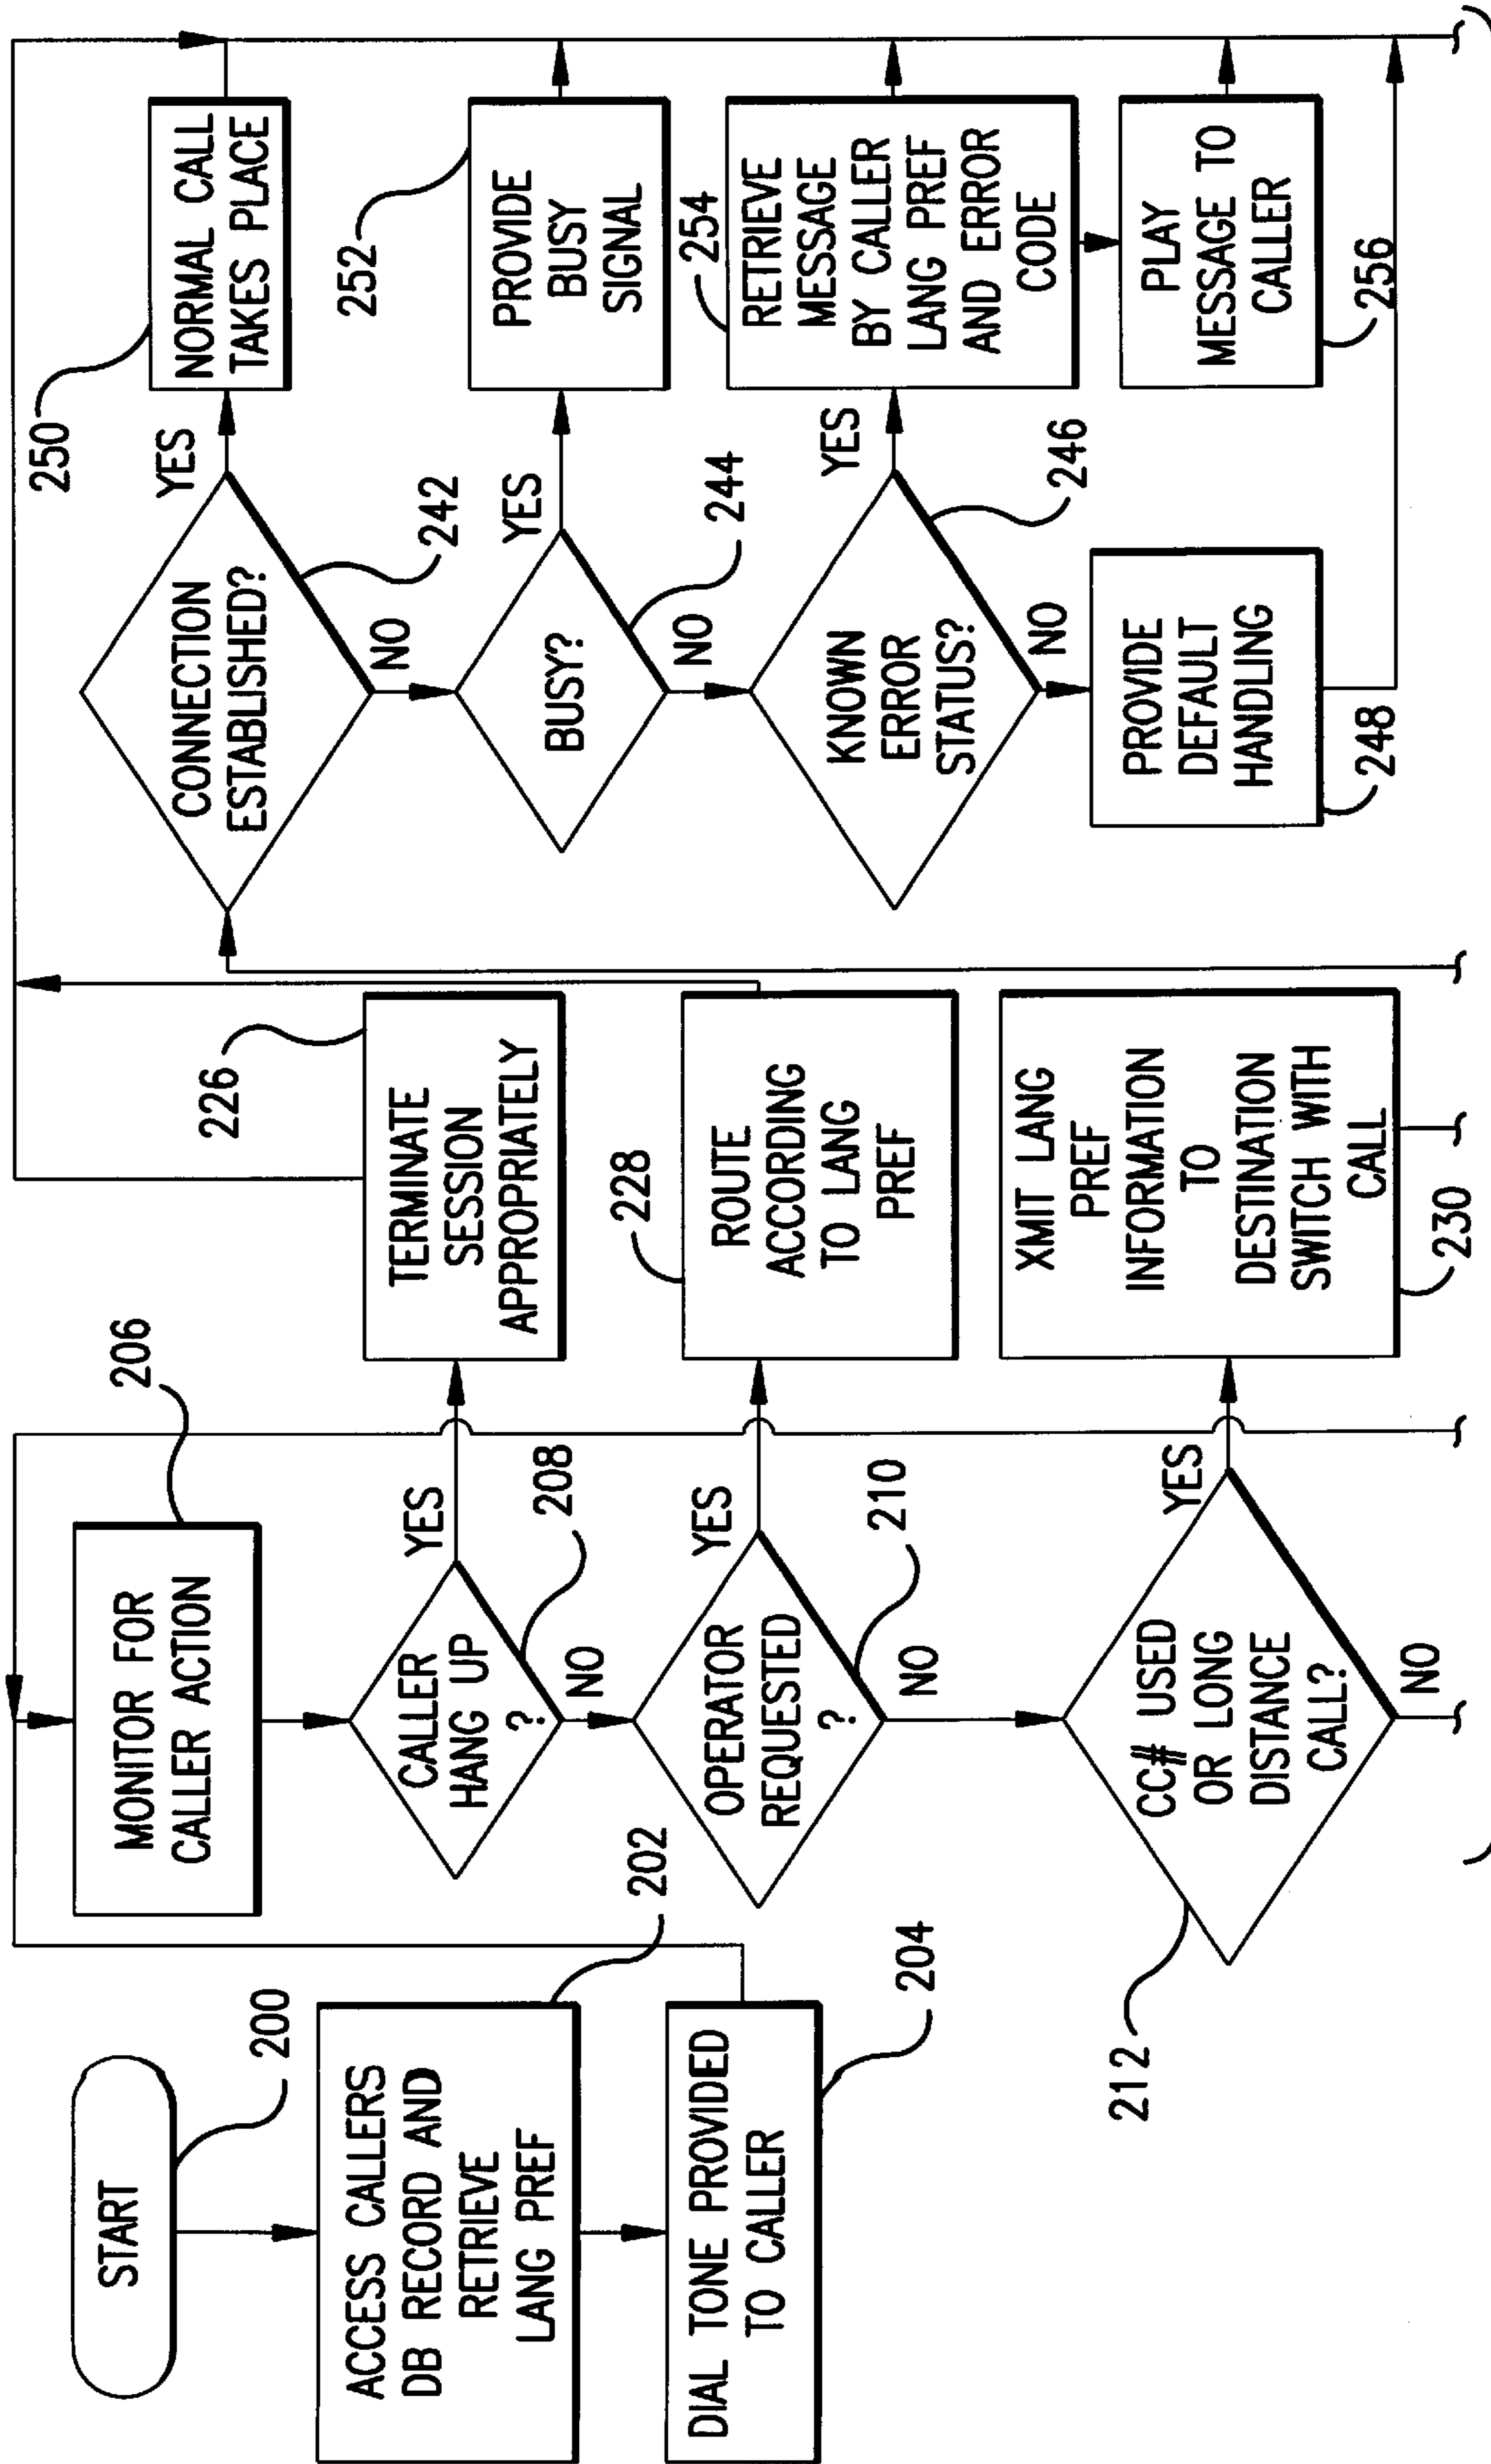 START
200
ACCESS CALLERS
DB RECORD AND
RETRIEVE
LANG PREF
202
DIAL TONE PROVIDED
TO CALLER
204
MONITOR FOR
CALLER ACTION
206
CALLER
HANG UP
?
208
YES
NO
OPERATOR
REQUESTED
?
210
YES
NO
CC# USED
OR LONG
DISTANCE
CALL?
212
YES
NO
TERMINATE
SESSION
APPROPRIATELY
226
ROUTE
ACCORDING
TO LANG
PREF
228
XMIT LANG
PREF
INFORMATION
TO
DESTINATION
SWITCH WITH
CALL
230
CONNECTION
ESTABLISHED?
242
YES
NO
BUSY?
244
YES
NO
KNOWN
ERROR
STATUS?
246
YES
NO
PROVIDE
DEFAULT
HANDLING
248
NORMAL CALL
TAKES PLACE
250
PROVIDE
BUSY
SIGNAL
252
RETRIEVE
MESSAGE
BY CALLER
LANG PREF
AND ERROR
CODE
254
PLAY
MESSAGE TO
CALLER
256